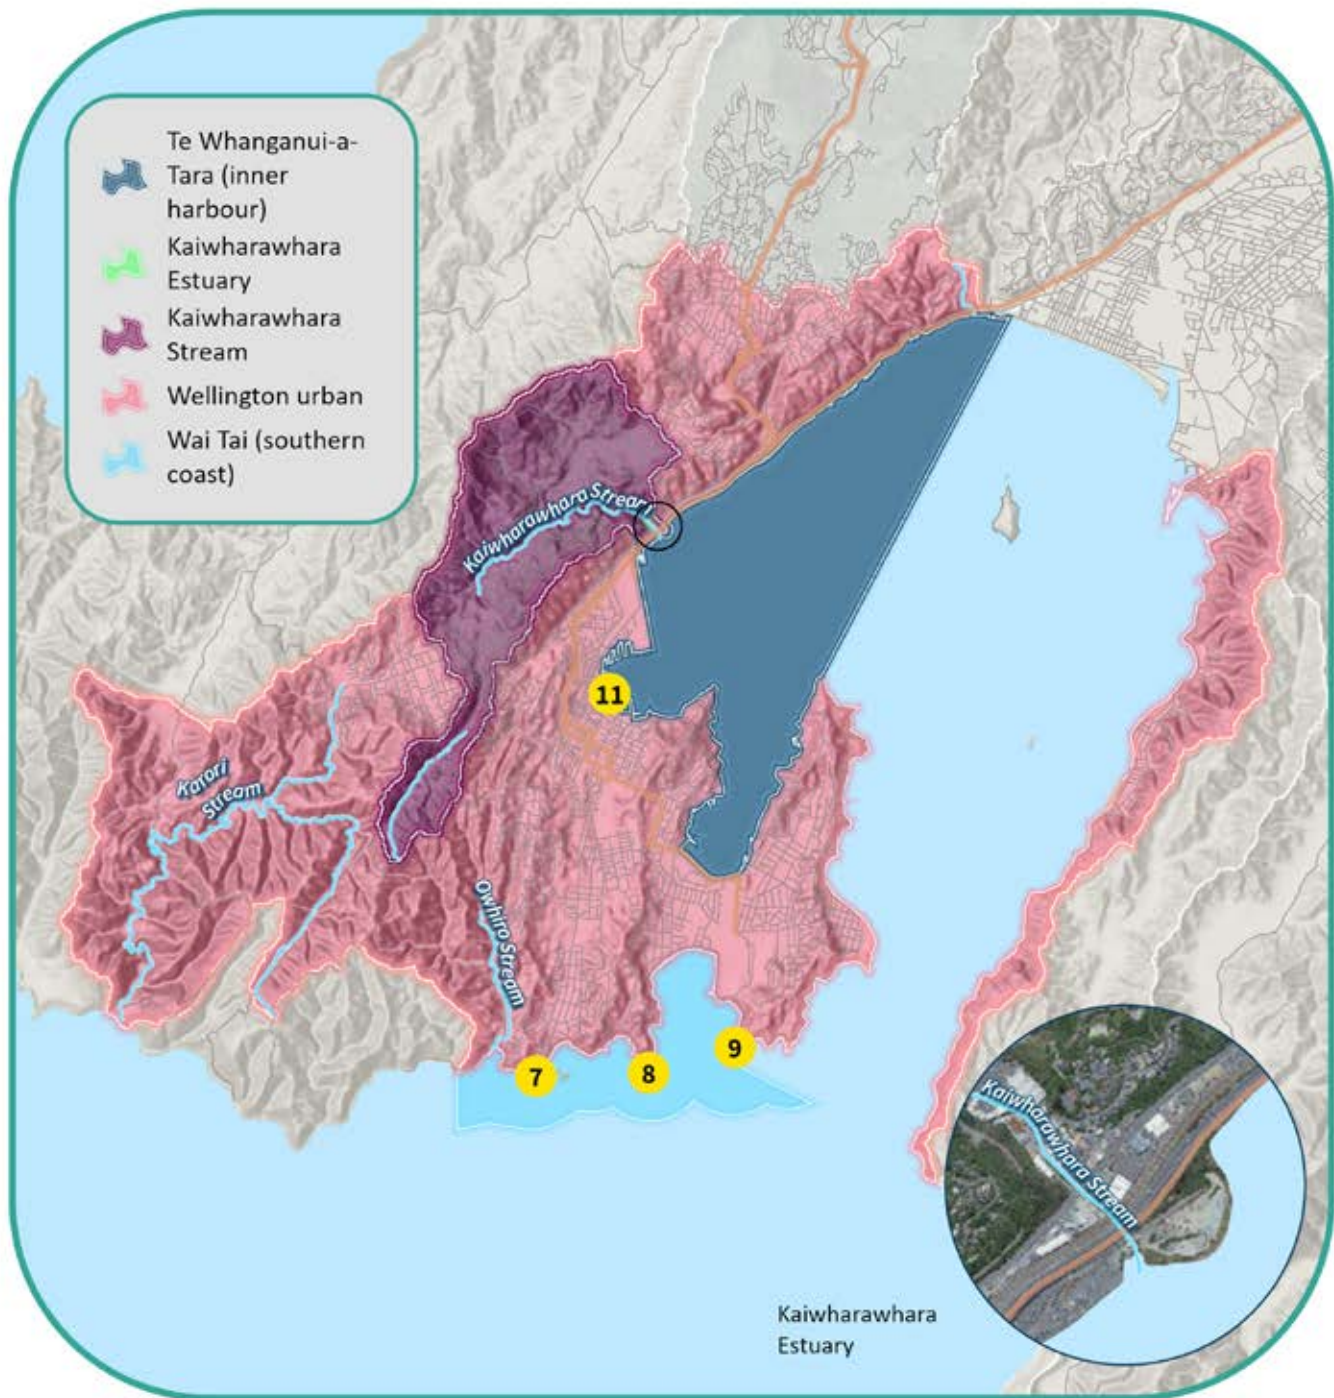 Te Whanganui-a-
Tara (inner
harbour)
Kaiwharawhara
Estuary
Kaiwharawhara
Stream
Wellington urban
Wai Tai (southern
coast)
Kaiwharawhara Stream
11
Karori
Stream
Owhiro Stream
7
8
9
Kaiwharawhara Stream
Kaiwharawhara
Estuary